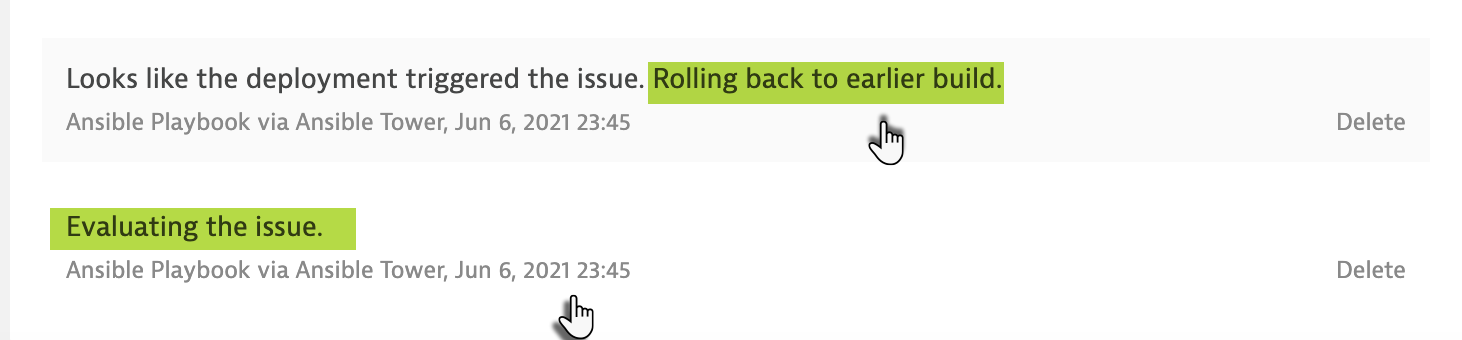 Looks like the deployment triggered the issue. Rolling back to earlier build.
Ansible Playbook via Ansible Tower, Jun 6, 2021 23:45 Delete
Evaluating the issue.
Ansible Playbook via Ansible Tower, Jun 6, 2021 23:45 Delete